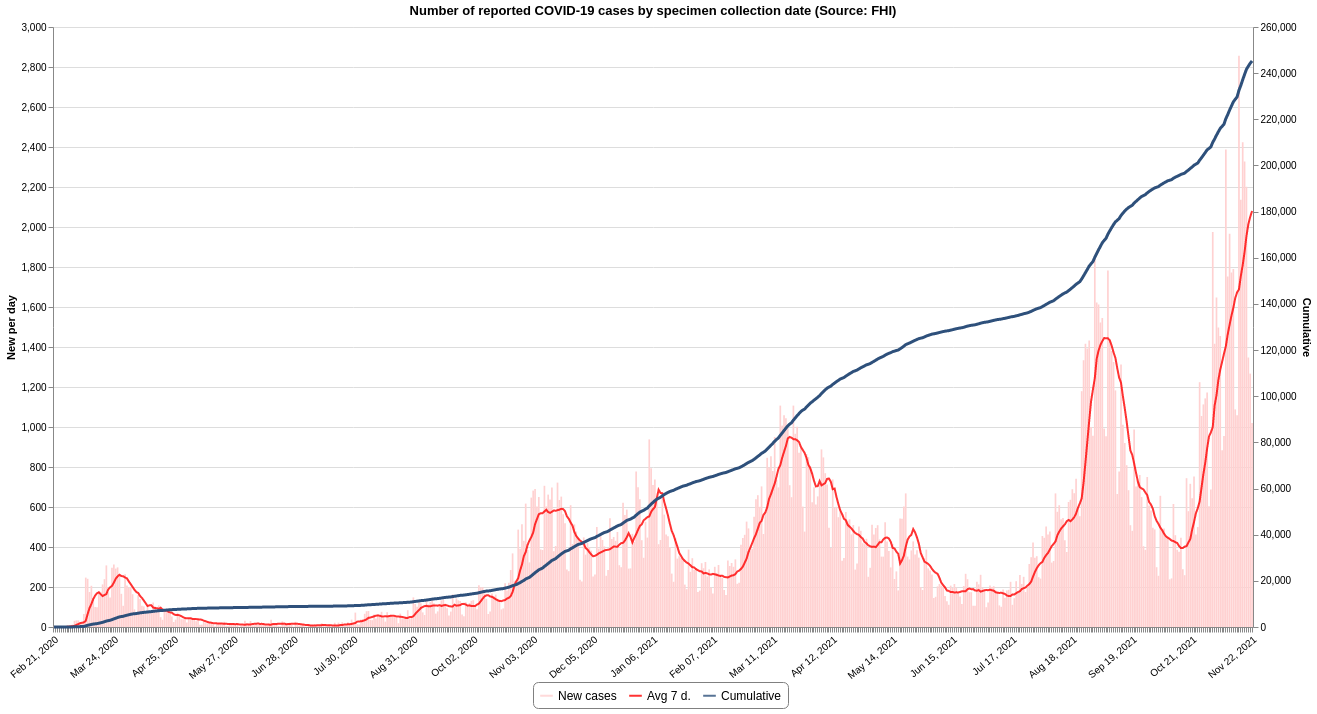 Number of reported COVID-19 cases by specimen collection date (Source: FHI)
3,000
2,800
2,600
2,400
2,200
2,000
1,800
1,600
1,400
1,200
1,000
800
600
400
200
0
New per day
260,000
240,000
220,000
200,000
180,000
160,000
140,000
120,000
100,000
80,000
60,000
40,000
20,000
0
Cumulative
Feb 21, 2020
Mar 24, 2020
Apr 25, 2020
May 27, 2020
Jun 28, 2020
Jul 30, 2020
Aug 31, 2020
Oct 02, 2020
Nov 03, 2020
Dec 05, 2020
Jan 06, 2021
Feb 07, 2021
Mar 11, 2021
Apr 12, 2021
May 14, 2021
Jun 15, 2021
Jul 17, 2021
Aug 18, 2021
Sep 19, 2021
Oct 21, 2021
Nov 22, 2021
New cases Avg 7 d. Cumulative